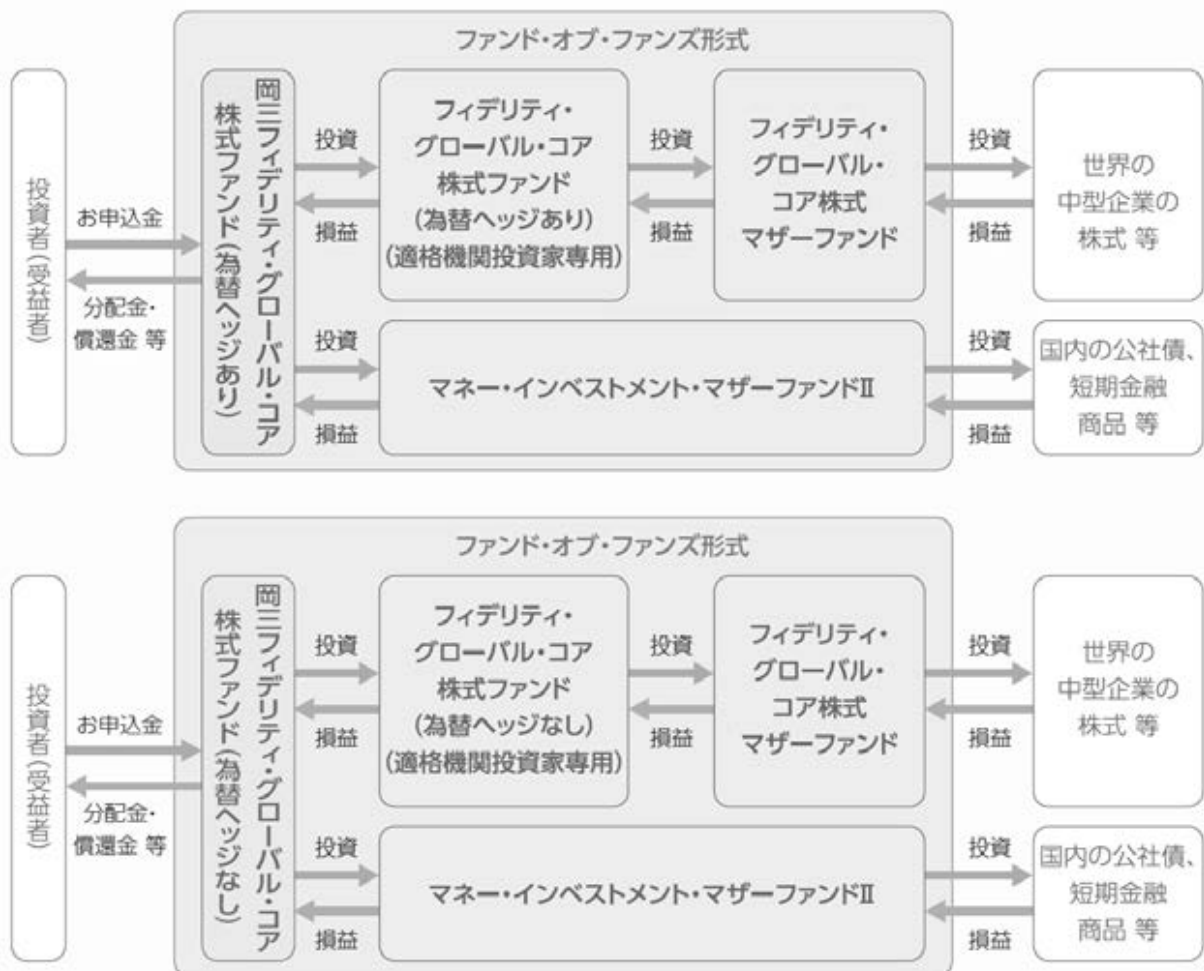 ファンド・オブ・ファンズ形式
投資者(受益者)
お申込金
分配金・
償還金 等
岡三フィデリティ・グローバル・コア
株式ファンド(為替ヘッジあり)
投資
損益
フィデリティ・
グローバル・コア
株式ファンド
(為替ヘッジあり)
(適格機関投資家専用)
投資
損益
フィデリティ・
グローバル・
コア株式
マザーファンド
投資
損益
世界の
中型企業の
株式 等
投資
損益
マネー・インベストメント・マザーファンドⅡ
投資
損益
国内の公社債、
短期金融
商品 等
ファンド・オブ・ファンズ形式
投資者(受益者)
お申込金
分配金・
償還金 等
岡三フィデリティ・グローバル・コア
株式ファンド(為替ヘッジなし)
投資
損益
フィデリティ・
グローバル・コア
株式ファンド
(為替ヘッジなし)
(適格機関投資家専用)
投資
損益
フィデリティ・
グローバル・
コア株式
マザーファンド
投資
損益
世界の
中型企業の
株式 等
投資
損益
マネー・インベストメント・マザーファンドⅡ
投資
損益
国内の公社債、
短期金融
商品 等